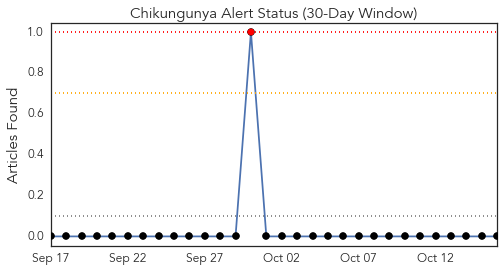 Chikungunya Alert Status (30-Day Window)
Articles Found
1.0
0.8
0.6
0.4
0.2
0.0
Sep 17 Sep 22 Sep 27 Oct 02 Oct 07 Oct 12